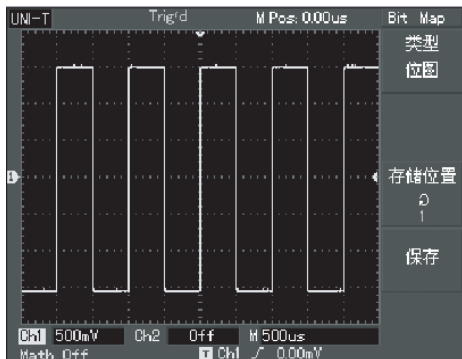 UNI-T Trig'd M Pos: 0.00us Bit Map
类型
位图
1
存储位置
1
保存
Ch1 500mV Ch2 Off M 500us
Math Off T Ch1 0.00mV